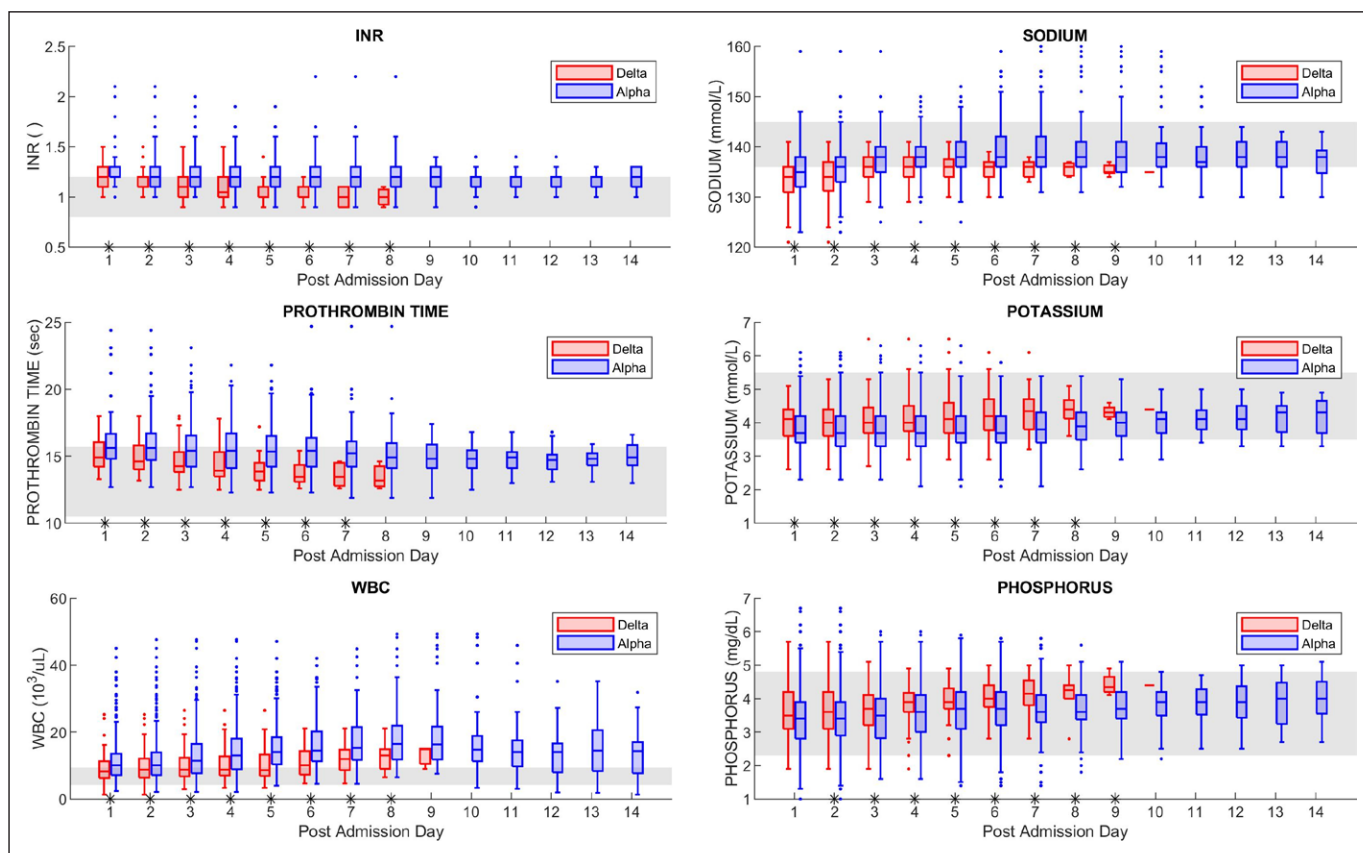 INR
2.5
2
1.5
1
0.5
INR ( )
Delta
Alpha
1 2 3 4 5 6 7 8 9 10 11 12 13 14
Post Admission Day
SODIUM
160
150
140
130
120
SODIUM (mmol/L)
Delta
Alpha
1 2 3 4 5 6 7 8 9 10 11 12 13 14
Post Admission Day
PROTHROMBIN TIME
25
20
15
10
PROTHROMBIN TIME (sec)
Delta
Alpha
1 2 3 4 5 6 7 8 9 10 11 12 13 14
Post Admission Day
POTASSIUM
7
6
5
4
3
2
1
POTASSIUM (mmol/L)
Delta
Alpha
1 2 3 4 5 6 7 8 9 10 11 12 13 14
Post Admission Day
WBC
60
40
20
0
WBC (10^3/uL)
Delta
Alpha
1 2 3 4 5 6 7 8 9 10 11 12 13 14
Post Admission Day
PHOSPHORUS
7
6
5
4
3
2
1
PHOSPHORUS (mg/dL)
Delta
Alpha
1 2 3 4 5 6 7 8 9 10 11 12 13 14
Post Admission Day